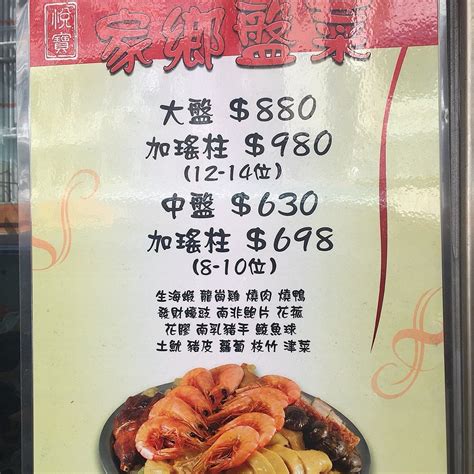 悅寶
家鄉盤菜
大盤 $880
加瑤柱 $980
(12-14位)
中盤 $630
加瑤柱 $698
(8-10位)
生海蝦 龍崗雞 燒肉 燒鴨
發財蠔豉 南非鮑片 花菰
花膠 南乳豬手 鯪魚球
土魷 豬皮 蘿蔔 枝竹 津菜